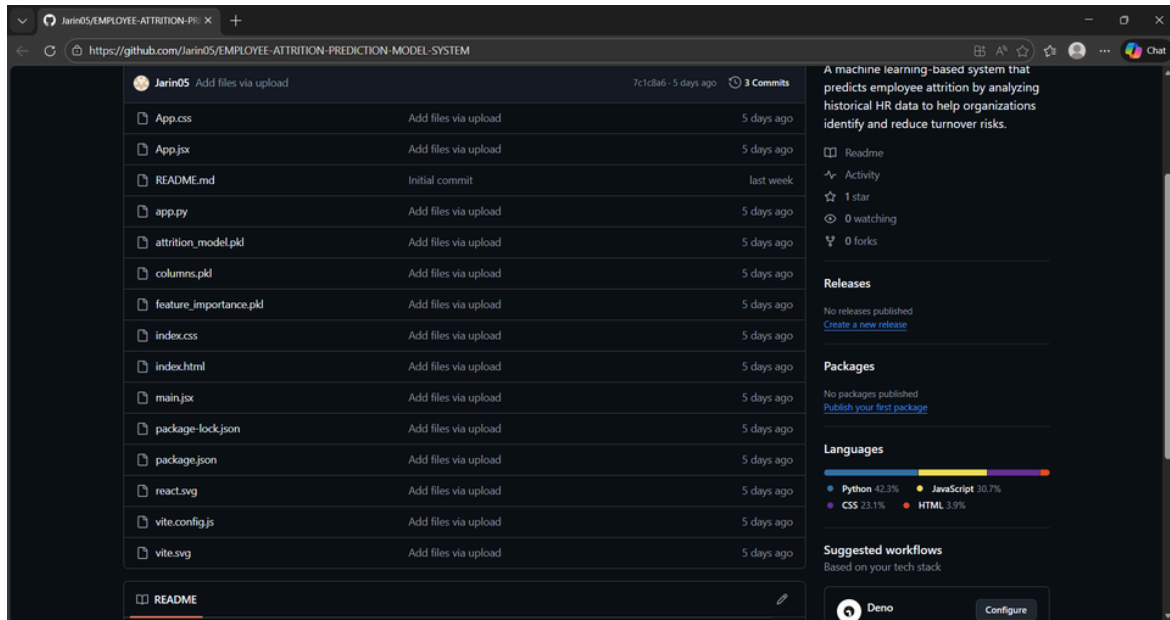 Jarin05/EMPLOYEE-ATTRITION-PR
https://github.com/Jarin05/EMPLOYEE-ATTRITION-PREDICTION-MODEL-SYSTEM
Chat
Jarin05 Add files via upload 7c1c8a6 · 5 days ago 3 Commits
App.css Add files via upload 5 days ago
App.jsx Add files via upload 5 days ago
README.md Initial commit last week
app.py Add files via upload 5 days ago
attrition_model.pkl Add files via upload 5 days ago
columns.pkl Add files via upload 5 days ago
feature_importance.pkl Add files via upload 5 days ago
index.css Add files via upload 5 days ago
index.html Add files via upload 5 days ago
main.jsx Add files via upload 5 days ago
package-lock.json Add files via upload 5 days ago
package.json Add files via upload 5 days ago
react.svg Add files via upload 5 days ago
vite.config.js Add files via upload 5 days ago
vite.svg Add files via upload 5 days ago
README
A machine learning-based system that
predicts employee attrition by analyzing
historical HR data to help organizations
identify and reduce turnover risks.
Readme
Activity
1 star
0 watching
0 forks
Releases
No releases published
Create a new release
Packages
No packages published
Publish your first package
Languages
Python 42.3% JavaScript 30.7%
CSS 23.1% HTML 3.9%
Suggested workflows
Based on your tech stack
Deno Configure